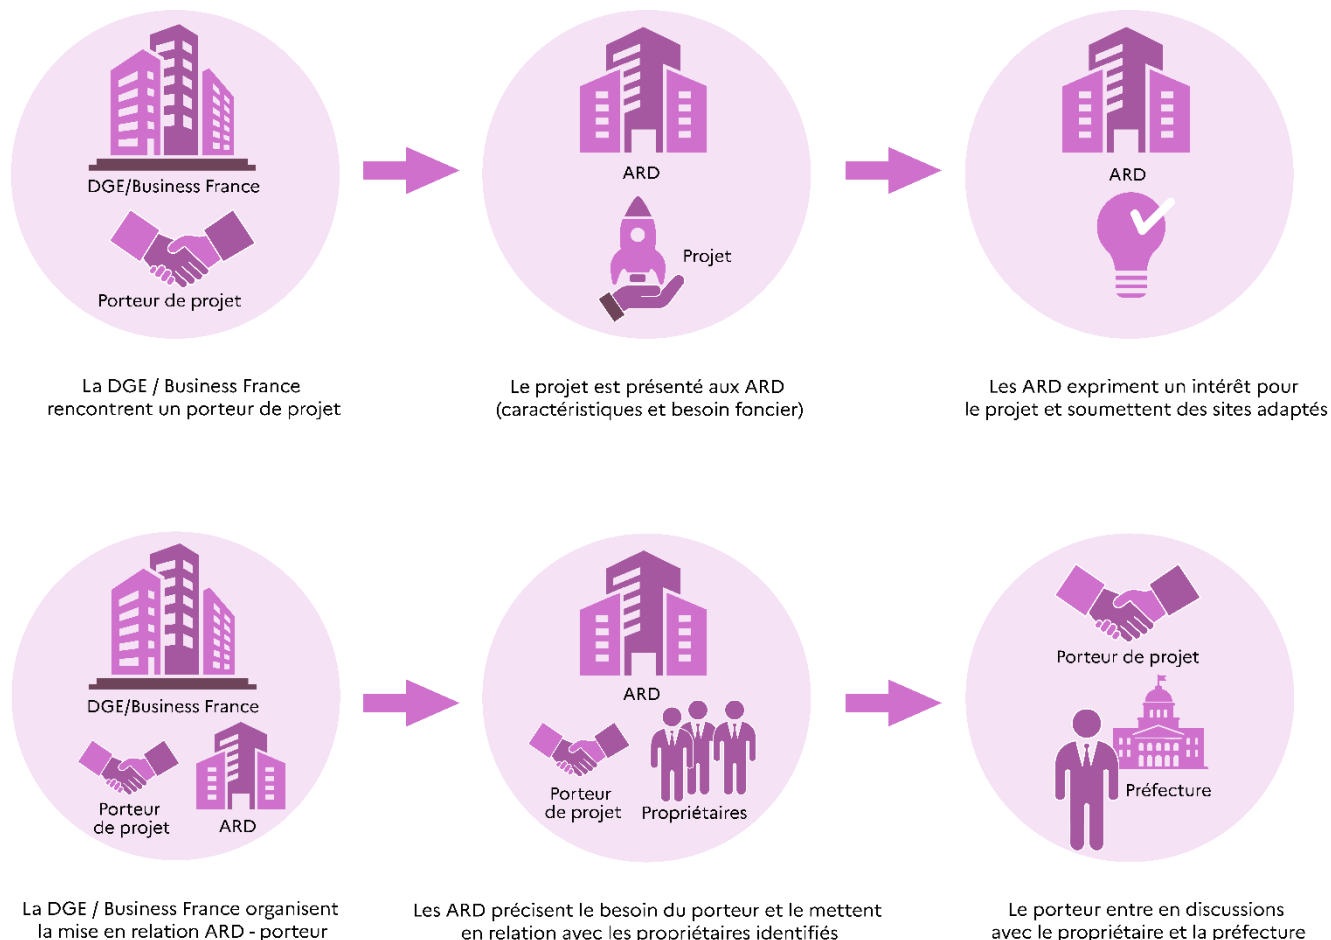 DGE/Business France
Porteur de projet
La DGE / Business France
rencontrent un porteur de projet
ARD
Projet
Le projet est présenté aux ARD
(caractéristiques et besoin foncier)
ARD
Les ARD expriment un intérêt pour
le projet et soumettent des sites adaptés
DGE/Business France
Porteur
de projet
ARD
La DGE / Business France organisent
la mise en relation ARD - porteur
ARD
Porteur
de projet
Propriétaires
Les ARD précisent le besoin du porteur et le mettent
en relation avec les propriétaires identifiés
Porteur de projet
Préfecture
Le porteur entre en discussions
avec le propriétaire et la préfecture